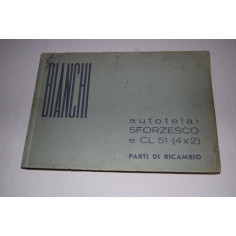 BIANCHI
autotelai
SFORZESCO
e CL 51 (4x2)
PARTI DI RICAMBIO